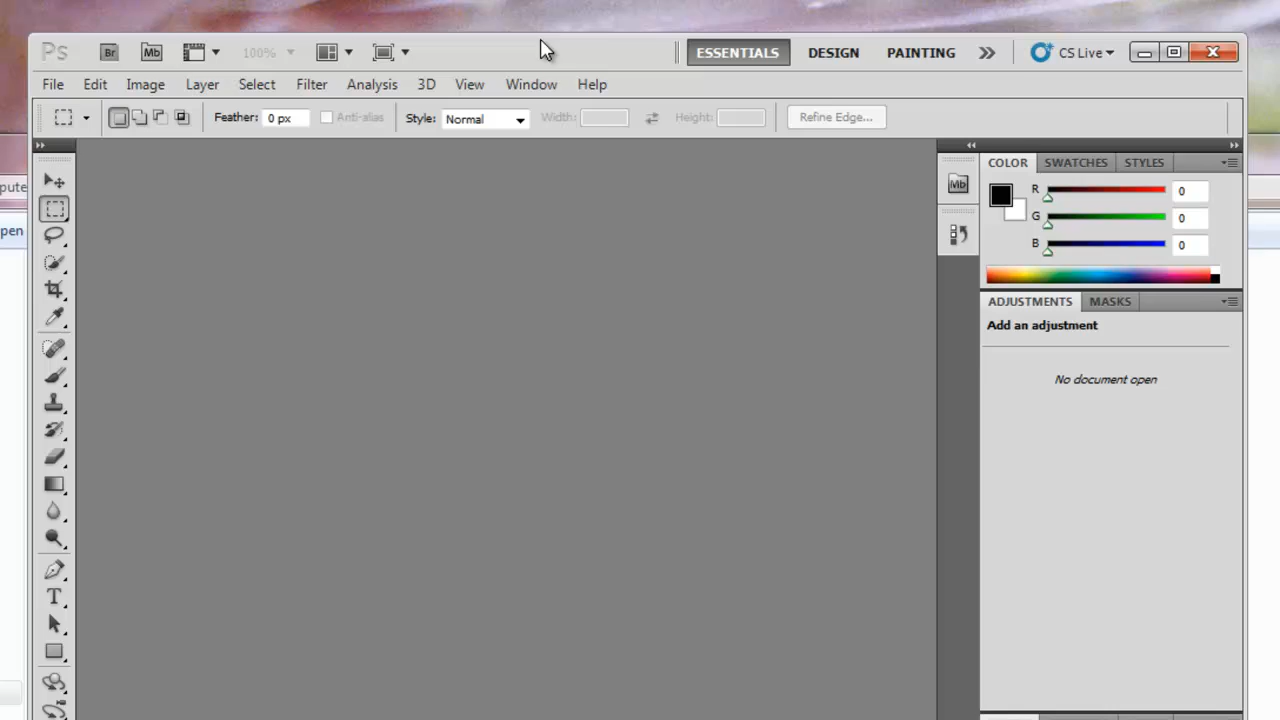 Ps Br Mb 100% ESSENTIALS DESIGN PAINTING CS Live
File Edit Image Layer Select Filter Analysis 3D View Window Help
Feather: 0 px Anti-alias Style: Normal Width: Height: Refine Edge...
COLOR SWATCHES STYLES
Mb
R 0
G 0
B 0
pen
ADJUSTMENTS MASKS
Add an adjustment
No document open
T